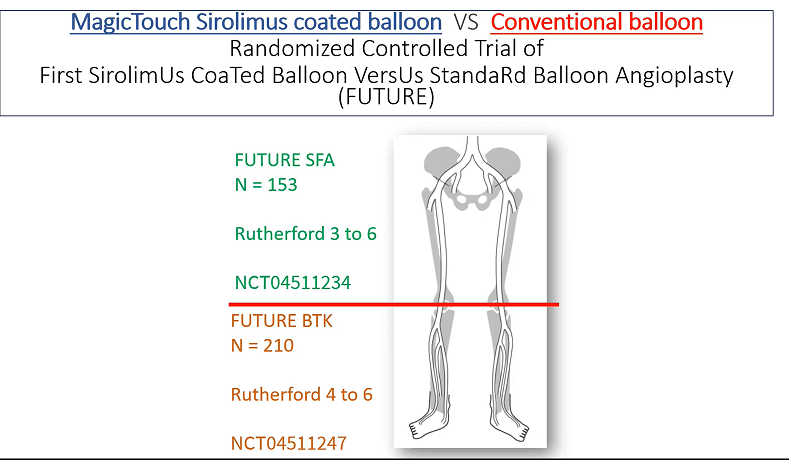 MagicTouch Sirolimus coated balloon VS Conventional balloon
Randomized Controlled Trial of
First SirolimUs CoaTed Balloon VersUs StandaRd Balloon Angioplasty
(FUTURE)
FUTURE SFA
N = 153
Rutherford 3 to 6
NCT04511234
FUTURE BTK
N = 210
Rutherford 4 to 6
NCT04511247